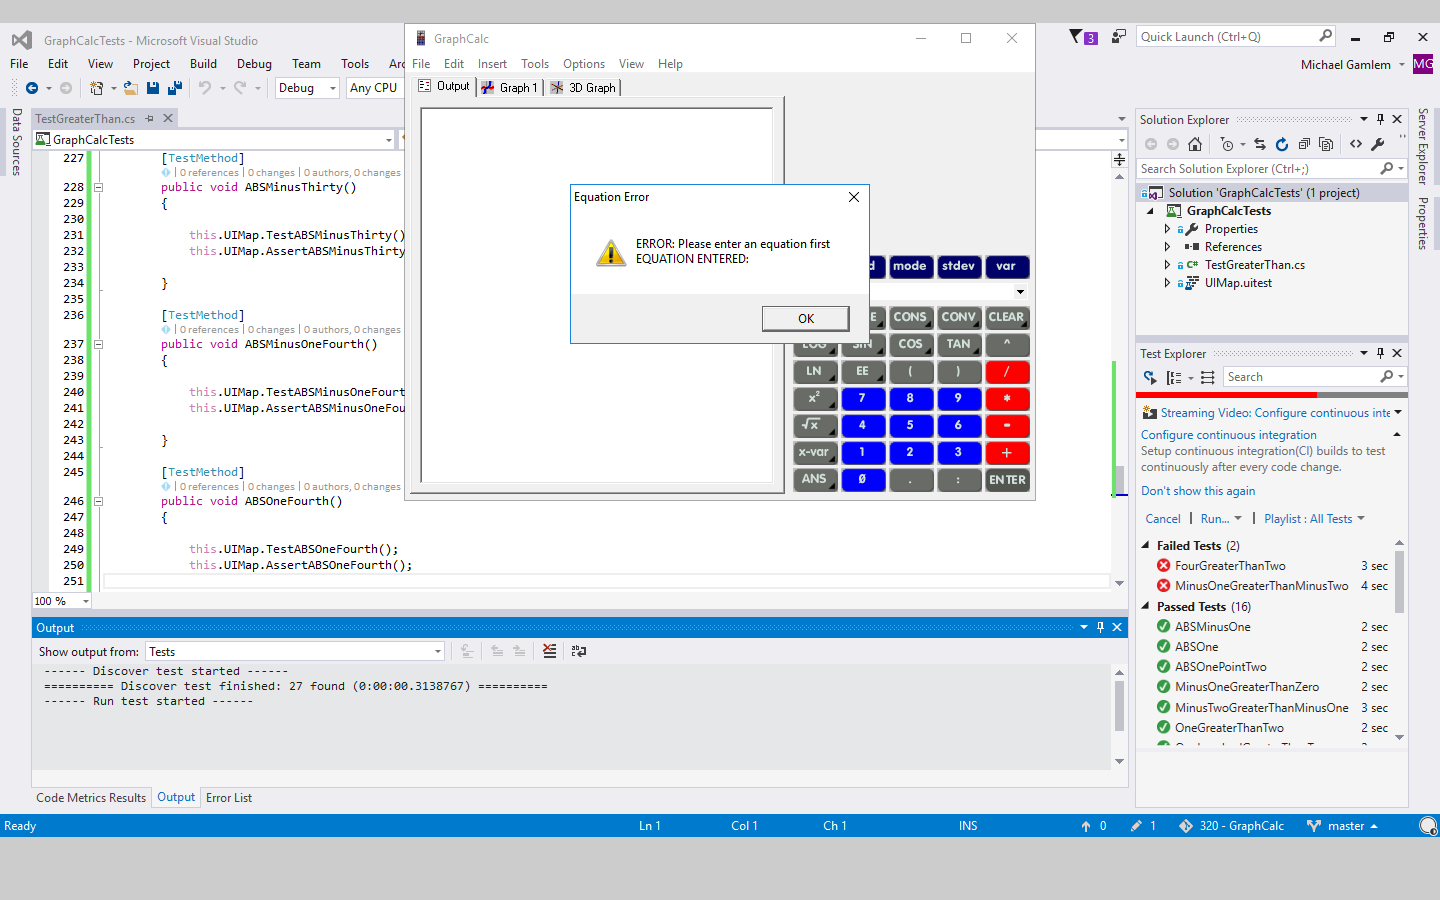 GraphCalcTests - Microsoft Visual Studio
3
Quick Launch (Ctrl+Q)
File Edit View Project Build Debug Team Tools
Michael Gamlem
MG
Debug
Any CPU
Data Sources
TestGreaterThan.cs
GraphCalcTests
227 [TestMethod]
0 references | 0 changes | 0 authors, 0 changes
228 public void ABSMinusThirty()
229 {
230
231 this.UIMap.TestABSMinusThirty()
232 this.UIMap.AssertABSMinusThirty
233
234 }
235
236 [TestMethod]
0 references | 0 changes | 0 authors, 0 changes
237 public void ABSMinusOneFourth()
238 {
239
240 this.UIMap.TestABSMinusOneFourt
241 this.UIMap.AssertABSMinusOneFou
242
243 }
244
245 [TestMethod]
0 references | 0 changes | 0 authors, 0 changes
246 public void ABSOneFourth()
247 {
248
249 this.UIMap.TestABSOneFourth();
250 this.UIMap.AssertABSOneFourth();
251
100 %
GraphCalc
File Edit Insert Tools Options View Help
Output Graph 1 3D Graph
Equation Error
ERROR: Please enter an equation first
EQUATION ENTERED:
OK
d mode stdev var
E CONS CONV CLEAR
LOG SIN COS TAN ^
LN EE ( ) /
x² 7 8 9 *
√x 4 5 6 -
x-var 1 2 3 +
ANS 0 . : ENTER
Output
Show output from: Tests
------ Discover test started ------
========== Discover test finished: 27 found (0:00:00.3138767) ==========
------ Run test started ------
Code Metrics Results Output Error List
Solution Explorer
Search Solution Explorer (Ctrl+;)
Solution 'GraphCalcTests' (1 project)
GraphCalcTests
Properties
References
C# TestGreaterThan.cs
UIMap.uitest
Server Explorer
Properties
Test Explorer
Search
Streaming Video: Configure continuous inte
Configure continuous integration
Setup continuous integration(CI) builds to test
continuously after every code change.
Don't show this again
Cancel | Run... | Playlist : All Tests
Failed Tests (2)
FourGreaterThanTwo 3 sec
MinusOneGreaterThanMinusTwo 4 sec
Passed Tests (16)
ABSMinusOne 2 sec
ABSOne 2 sec
ABSOnePointTwo 2 sec
MinusOneGreaterThanZero 2 sec
MinusTwoGreaterThanMinusOne 3 sec
OneGreaterThanTwo 2 sec
Ready Ln 1 Col 1 Ch 1 INS 0 1 320 - GraphCalc master